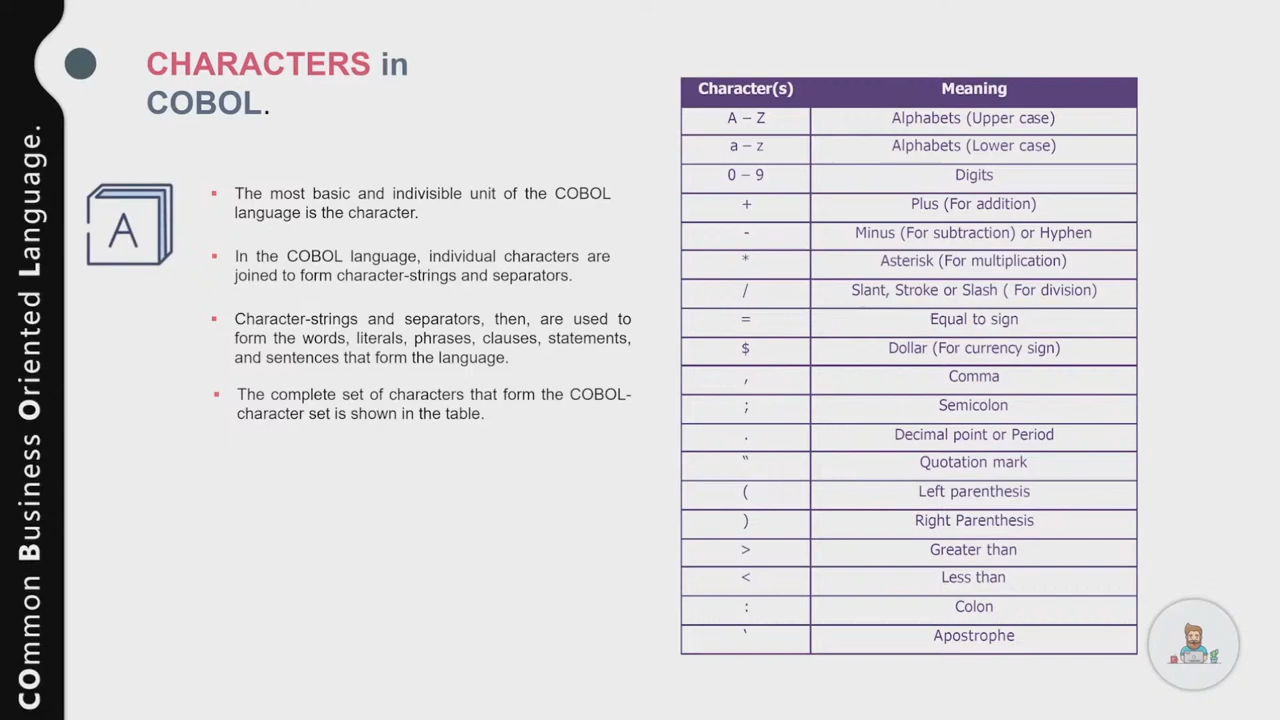 COmmon Business Oriented Language.
CHARACTERS in
COBOL.
A
▪ The most basic and indivisible unit of the COBOL
language is the character.
▪ In the COBOL language, individual characters are
joined to form character-strings and separators.
▪ Character-strings and separators, then, are used to
form the words, literals, phrases, clauses, statements,
and sentences that form the language.
▪ The complete set of characters that form the COBOL-
character set is shown in the table.
Character(s) Meaning
A – Z Alphabets (Upper case)
a – z Alphabets (Lower case)
0 – 9 Digits
+ Plus (For addition)
- Minus (For subtraction) or Hyphen
* Asterisk (For multiplication)
/ Slant, Stroke or Slash ( For division)
= Equal to sign
$ Dollar (For currency sign)
, Comma
; Semicolon
. Decimal point or Period
‟ Quotation mark
( Left parenthesis
) Right Parenthesis
> Greater than
< Less than
: Colon
‛ Apostrophe